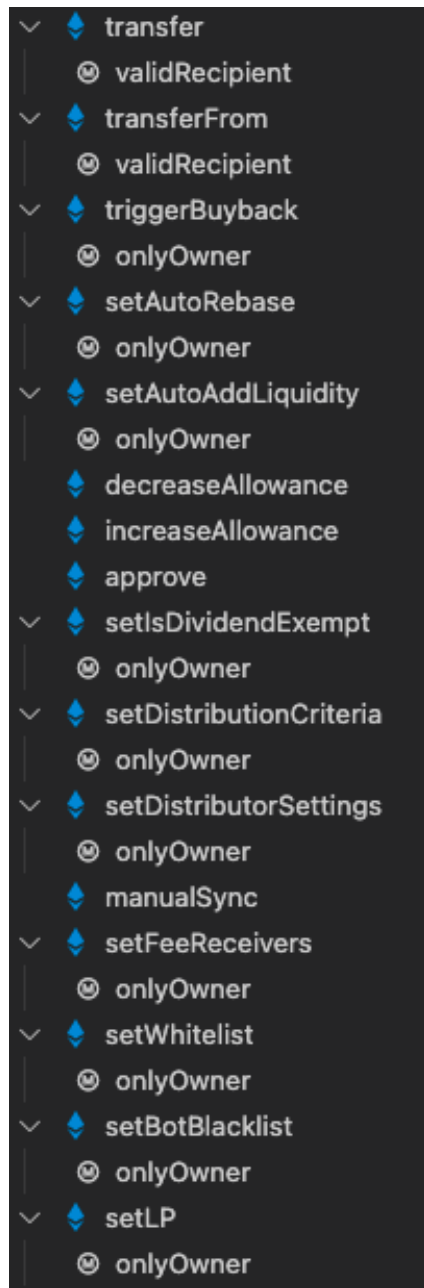 transfer
validRecipient
transferFrom
validRecipient
triggerBuyback
onlyOwner
setAutoRebase
onlyOwner
setAutoAddLiquidity
onlyOwner
decreaseAllowance
increaseAllowance
approve
setIsDividendExempt
onlyOwner
setDistributionCriteria
onlyOwner
setDistributorSettings
onlyOwner
manualSync
setFeeReceivers
onlyOwner
setWhitelist
onlyOwner
setBotBlacklist
onlyOwner
setLP
onlyOwner